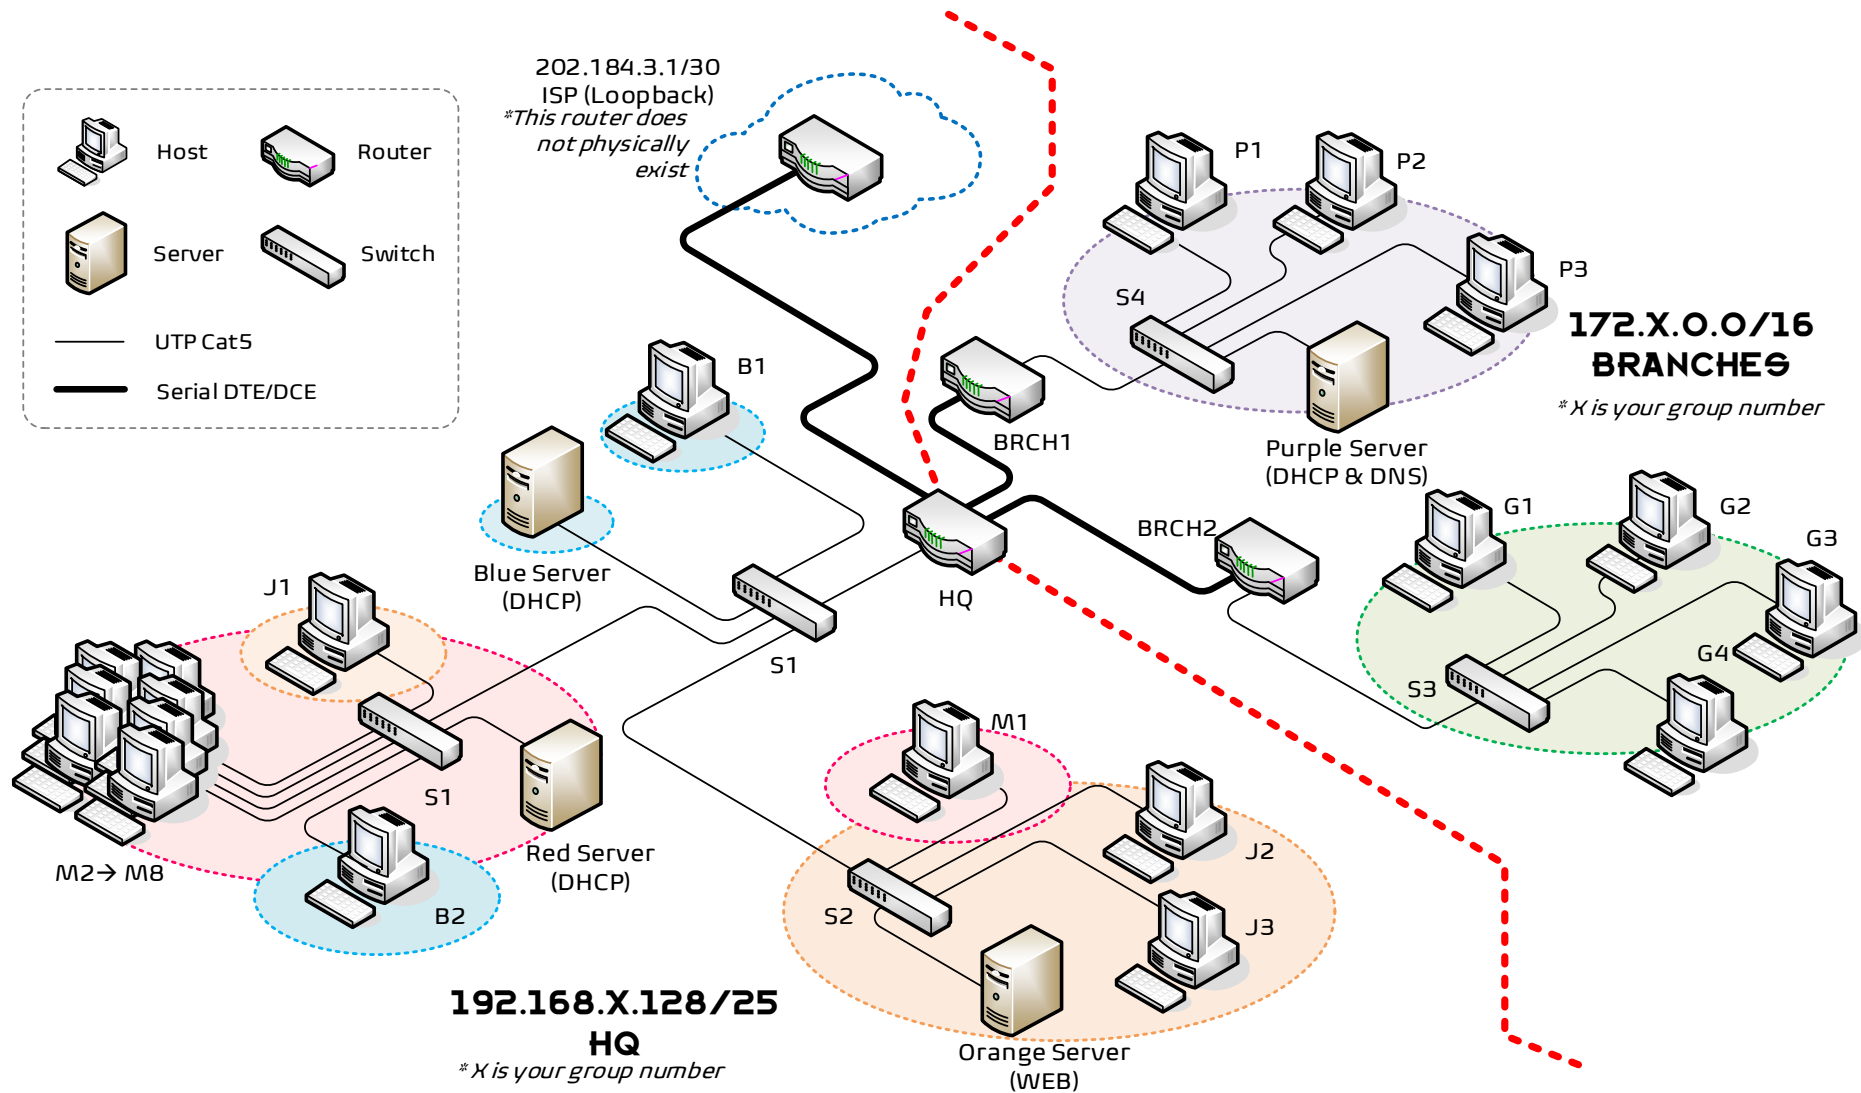 202.184.3.1/30
ISP (Loopback)
*This router does
not physically
exist
Host
Router
Server
Switch
UTP Cat5
Serial DTE/DCE
P1
P2
P3
S4
172.X.0.0/16
BRANCHES
* X is your group number
B1
BRCH1
Purple Server
(DHCP & DNS)
G1
G2
G3
BRCH2
Blue Server
(DHCP)
J1
HQ
S1
G4
S3
M1
S1
M2→ M8
Red Server
(DHCP)
B2
J2
S2
J3
192.168.X.128/25
HQ
* X is your group number
Orange Server
(WEB)